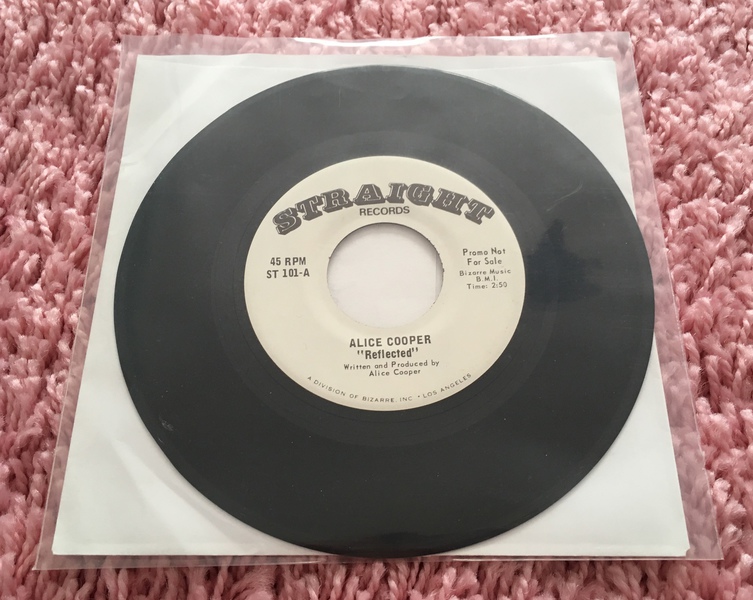 STRAIGHT
RECORDS
45 RPM
ST 101-A
Promo Not
For Sale
Bizarre Music
B.M.I.
Time: 2:50
ALICE COOPER
"Reflected"
Written and Produced by
Alice Cooper
A DIVISION OF BIZARRE, INC • LOS ANGELES